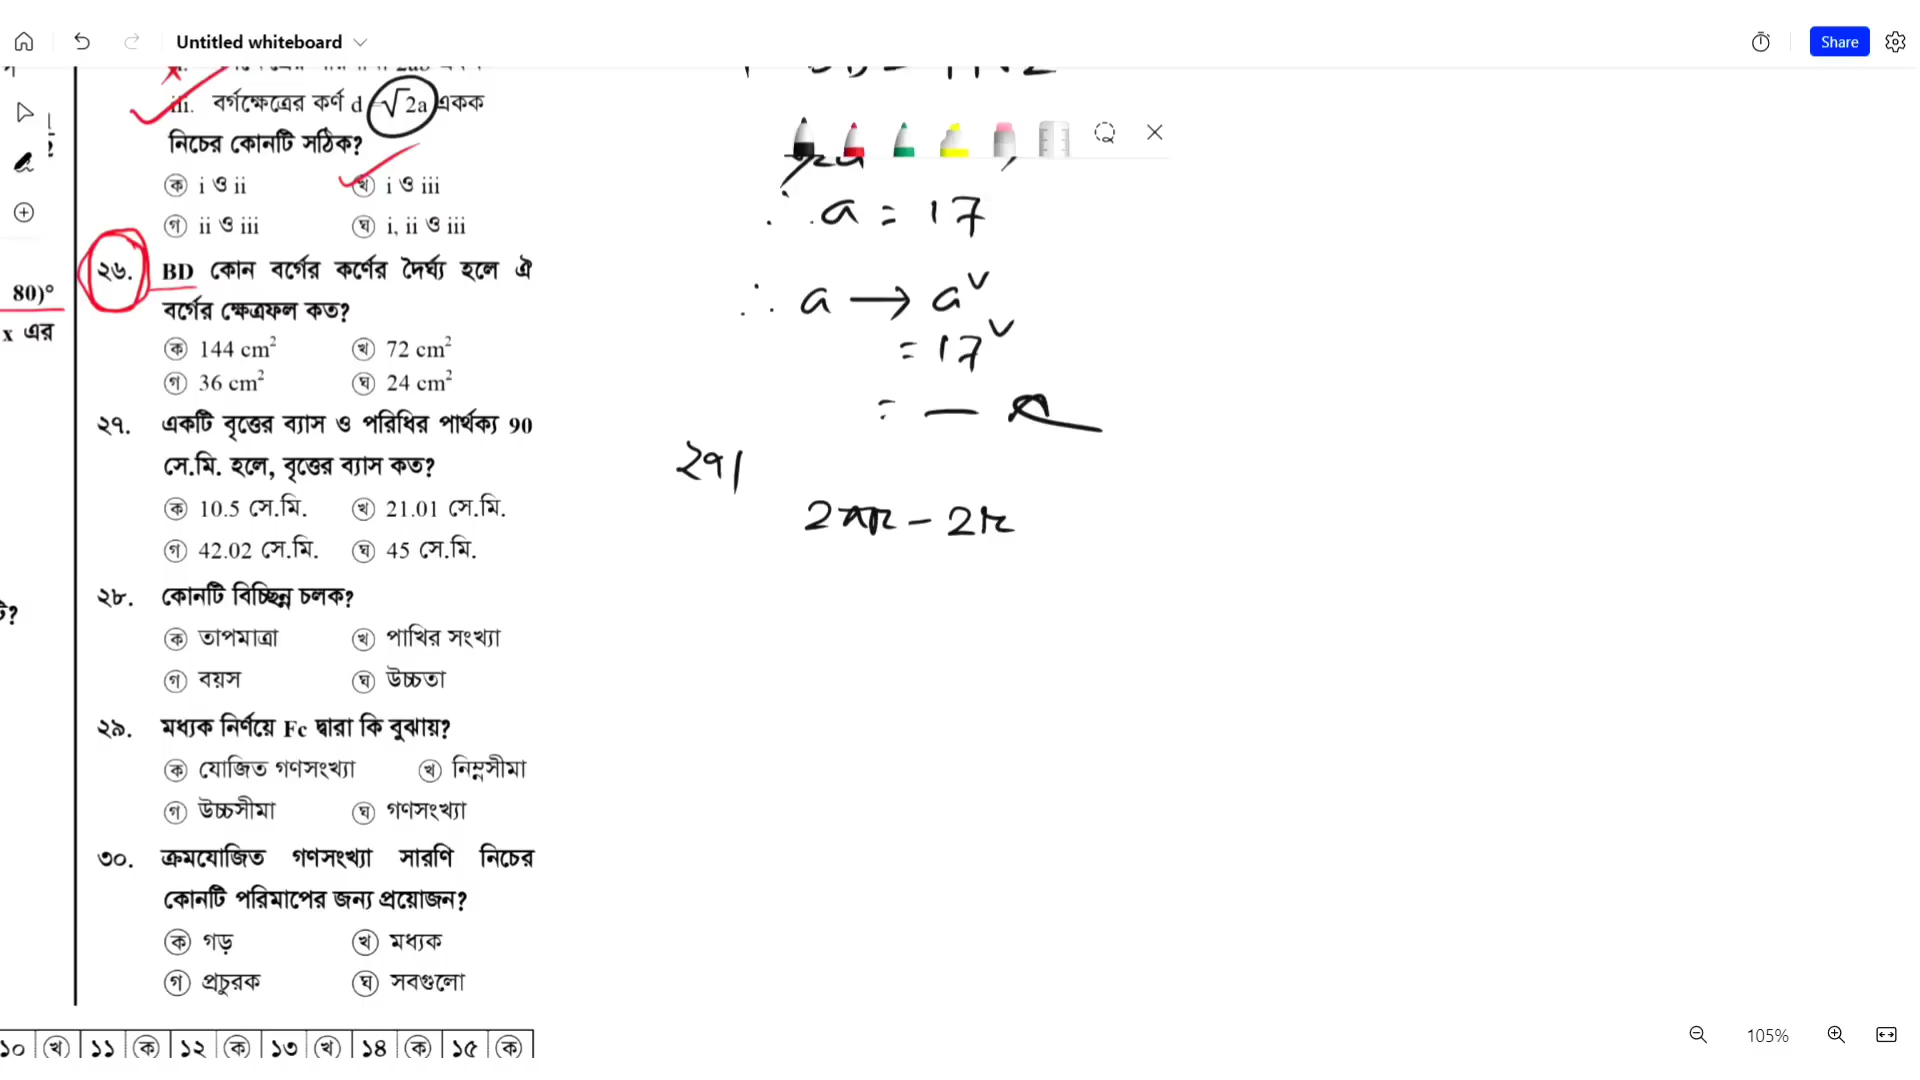 Untitled whiteboard
Share
iii. বর্গক্ষেত্রের কর্ণ d = √2a একক
নিচের কোনটি সঠিক?
ক i ও ii খ i ও iii
গ ii ও iii ঘ i, ii ও iii
২৬. BD কোন বর্গের কর্ণের দৈর্ঘ্য হলে ঐ
বর্গের ক্ষেত্রফল কত?
ক 144 cm² খ 72 cm²
গ 36 cm² ঘ 24 cm²
২৭. একটি বৃত্তের ব্যাস ও পরিধির পার্থক্য 90
সে.মি. হলে, বৃত্তের ব্যাস কত?
ক 10.5 সে.মি. খ 21.01 সে.মি.
গ 42.02 সে.মি. ঘ 45 সে.মি.
২৮. কোনটি বিচ্ছিন্ন চলক?
ক তাপমাত্রা খ পাখির সংখ্যা
গ বয়স ঘ উচ্চতা
২৯. মধ্যক নির্ণয়ে Fc দ্বারা কি বুঝায়?
ক যোজিত গণসংখ্যা খ নিম্নসীমা
গ উচ্চসীমা ঘ গণসংখ্যা
৩০. ক্রমযোজিত গণসংখ্যা সারণি নিচের
কোনটি পরিমাপের জন্য প্রয়োজন?
ক গড় খ মধ্যক
গ প্রচুরক ঘ সবগুলো
১০ খ ১১ ক ১২ ক ১৩ খ ১৪ ক ১৫ ক
80)°
x এর
∴ a = 17
∴ a → a²
= 17²
= —
২৭।
2πr - 2r
105%